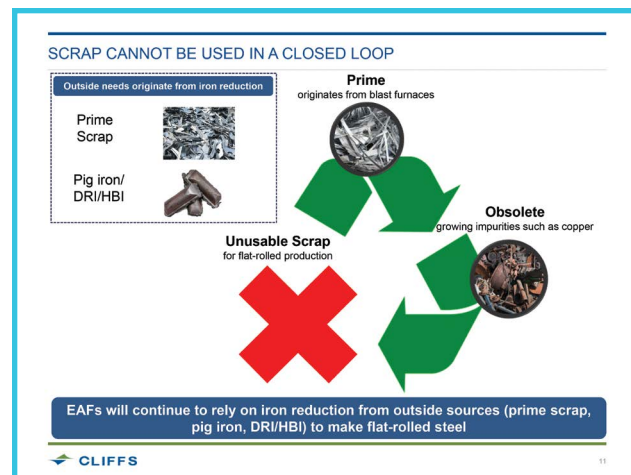 SCRAP CANNOT BE USED IN A CLOSED LOOP
Outside needs originate from iron reduction
Prime
Scrap
Pig iron/
DRI/HBI
Prime
originates from blast furnaces
Obsolete
growing impurities such as copper
Unusable Scrap
for flat-rolled production
EAFs will continue to rely on iron reduction from outside sources (prime scrap,
pig iron, DRI/HBI) to make flat-rolled steel
CLIFFS
11